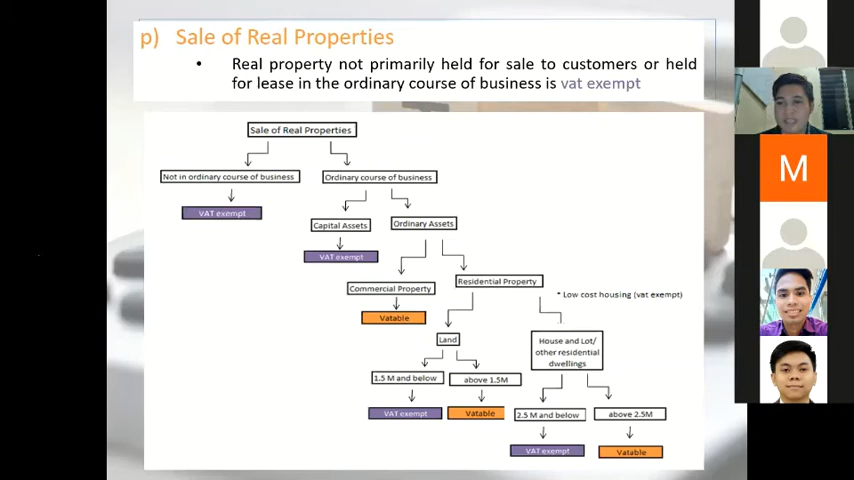 p) Sale of Real Properties
• Real property not primarily held for sale to customers or held
for lease in the ordinary course of business is vat exempt
Sale of Real Properties
Not in ordinary course of business
Ordinary course of business
VAT exempt
Capital Assets
Ordinary Assets
VAT exempt
Commercial Property
Residential Property
* Low cost housing (vat exempt)
Vatable
Land
House and Lot/
other residential
dwellings
1.5 M and below
above 1.5M
VAT exempt
Vatable
2.5 M and below
above 2.5M
VAT exempt
Vatable
M